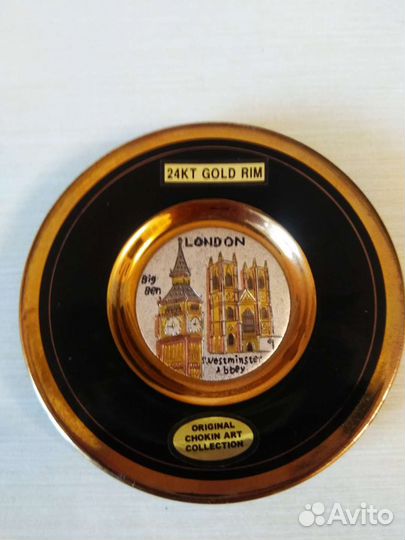 24KT GOLD RIM
LONDON
Big
Ben
Westminster
Abbey
ORIGINAL
CHOKIN ART
COLLECTION
Avito